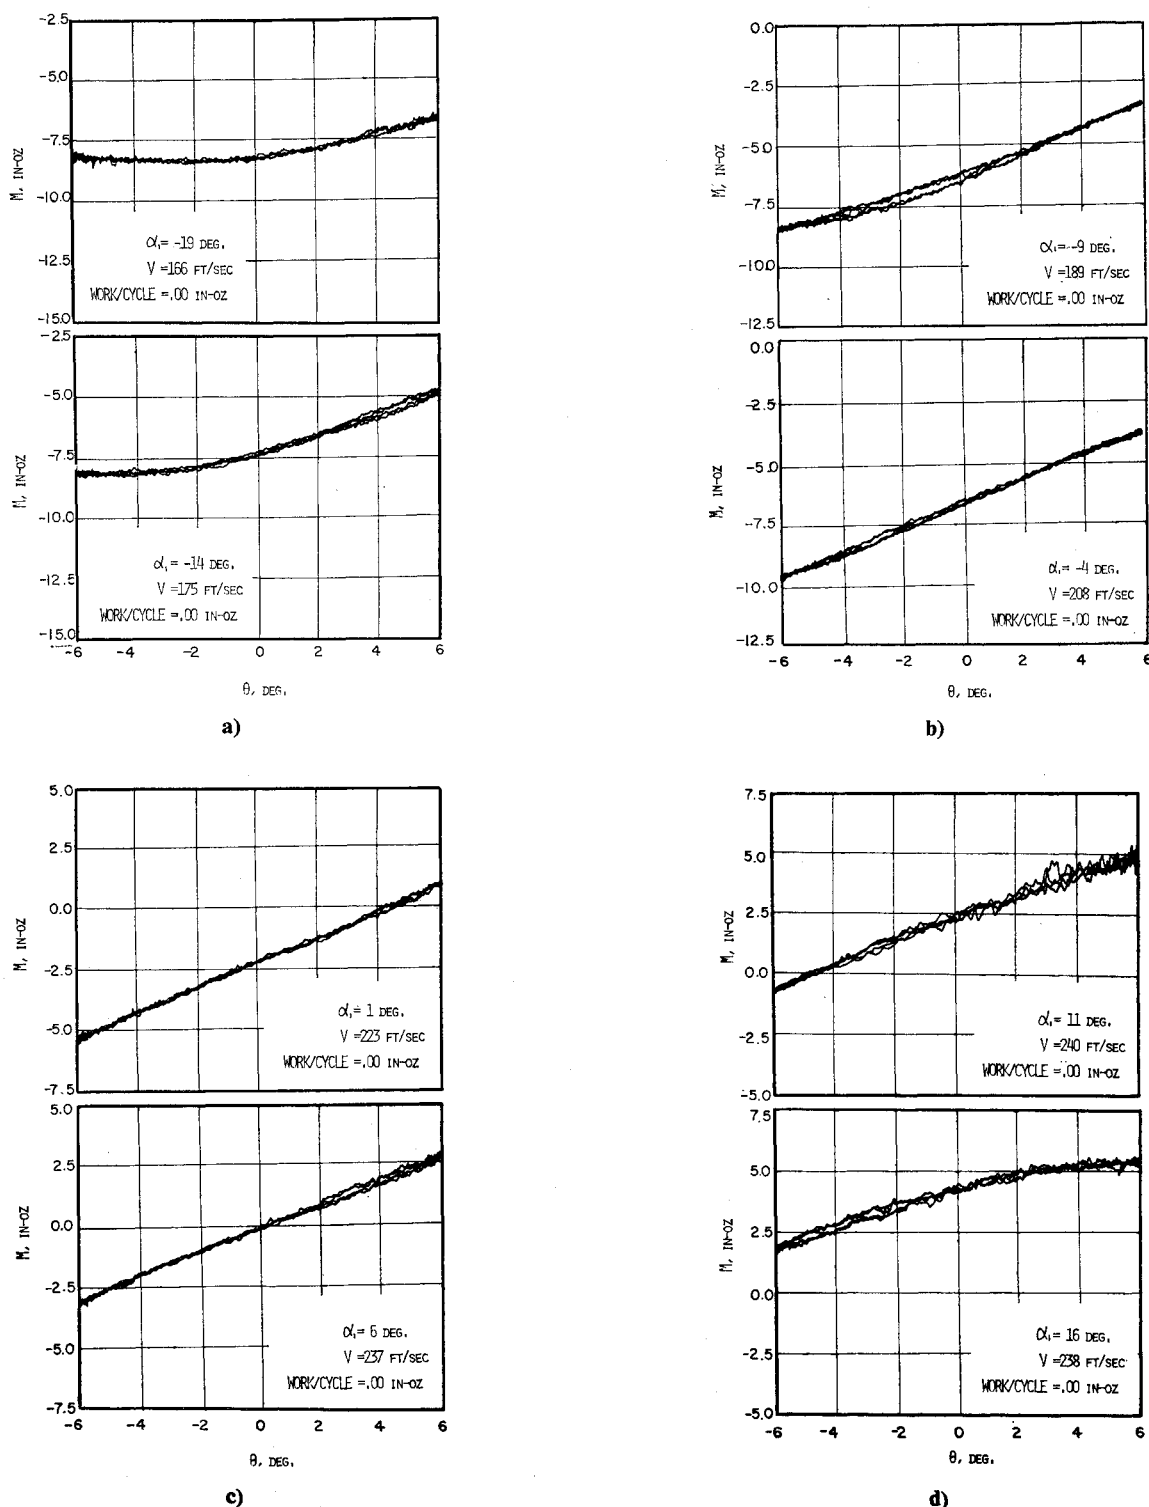 -2.5
-5.0
-7.5
-10.0
-12.5
-15.0
M, IN-OZ
α₁= -19 DEG.
V =166 FT/SEC
WORK/CYCLE =.00 IN-OZ
-2.5
-5.0
-7.5
-10.0
-12.5
-15.0
M, IN-OZ
α₁= -14 DEG.
V =175 FT/SEC
WORK/CYCLE =.00 IN-OZ
-6 -4 -2 0 2 4 6
θ, DEG.
a)
0.0
-2.5
-5.0
-7.5
-10.0
-12.5
M, IN-OZ
α₁= -9 DEG.
V =189 FT/SEC
WORK/CYCLE =.00 IN-OZ
0.0
-2.5
-5.0
-7.5
-10.0
-12.5
M, IN-OZ
α₁= -4 DEG.
V =208 FT/SEC
WORK/CYCLE =.00 IN-OZ
-6 -4 -2 0 2 4 6
θ, DEG.
b)
5.0
2.5
0.0
-2.5
-5.0
-7.5
M, IN-OZ
α₁= 1 DEG.
V =223 FT/SEC
WORK/CYCLE =.00 IN-OZ
5.0
2.5
0.0
-2.5
-5.0
-7.5
M, IN-OZ
α₁= 6 DEG.
V =237 FT/SEC
WORK/CYCLE =.00 IN-OZ
-6 -4 -2 0 2 4 6
θ, DEG.
c)
7.5
5.0
2.5
0.0
-2.5
-5.0
M, IN-OZ
α₁= 11 DEG.
V =240 FT/SEC
WORK/CYCLE =.00 IN-OZ
7.5
5.0
2.5
0.0
-2.5
-5.0
M, IN-OZ
α₁= 16 DEG.
V =238 FT/SEC
WORK/CYCLE =.00 IN-OZ
-6 -4 -2 0 2 4 6
θ, DEG.
d)